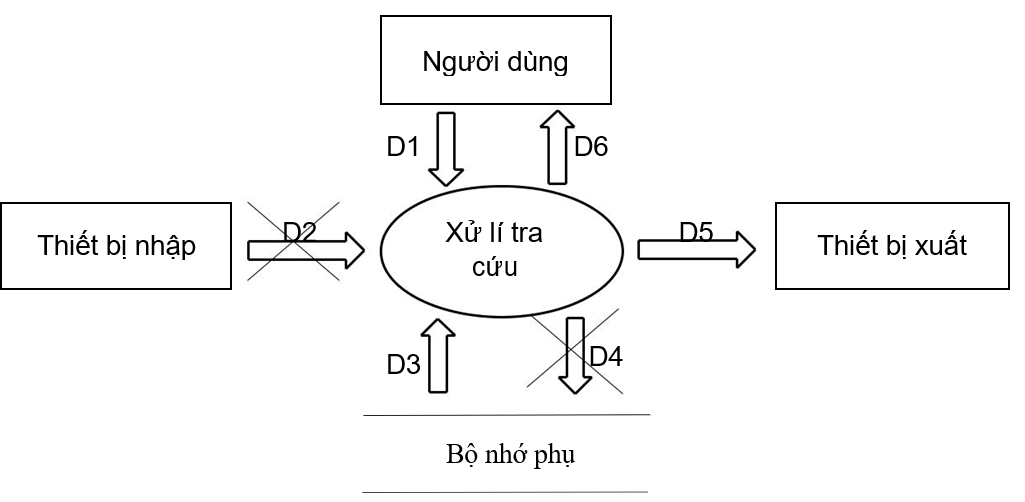 Người dùng
D1
D6
Thiết bị nhập
D2
Xử lí tra
cứu
D5
Thiết bị xuất
D3
D4
Bộ nhớ phụ